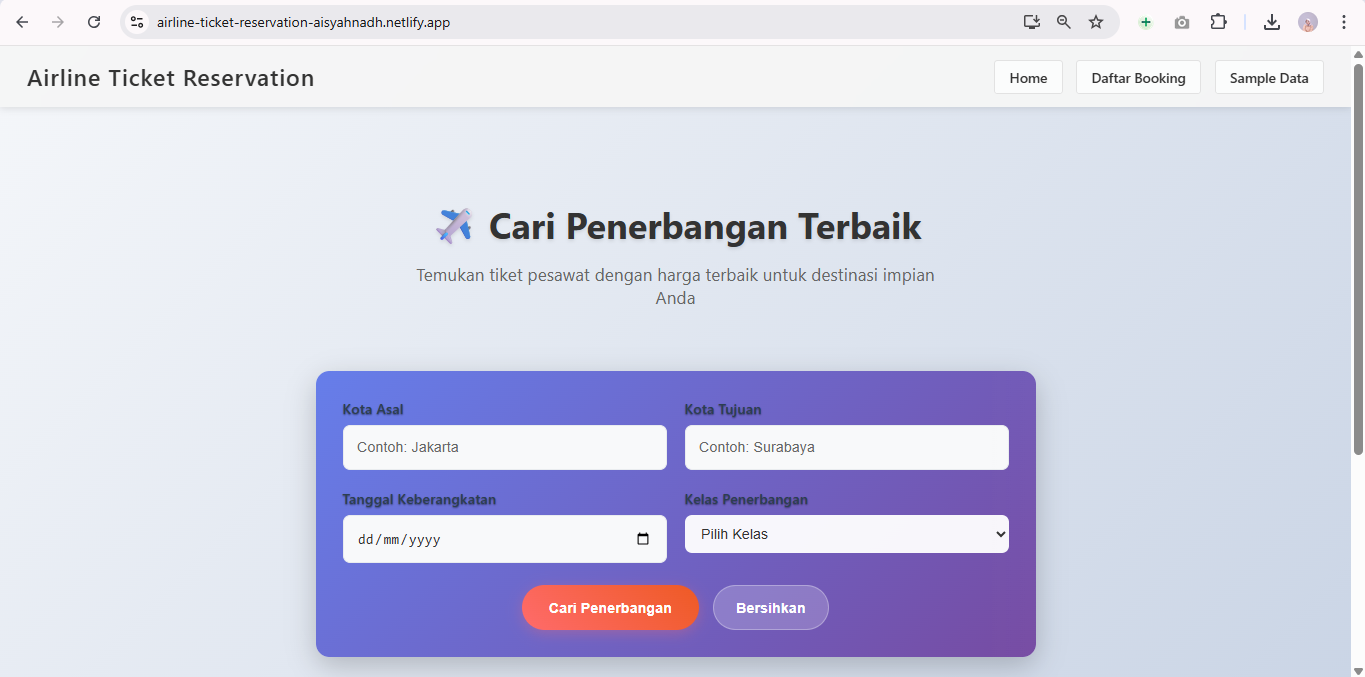 airline-ticket-reservation-aisyahnadh.netlify.app
Airline Ticket Reservation
Home
Daftar Booking
Sample Data
Cari Penerbangan Terbaik
Temukan tiket pesawat dengan harga terbaik untuk destinasi impian
Anda
Kota Asal
Kota Tujuan
Contoh: Jakarta
Contoh: Surabaya
Tanggal Keberangkatan
Kelas Penerbangan
dd/mm/yyyy
Pilih Kelas
Cari Penerbangan
Bersihkan